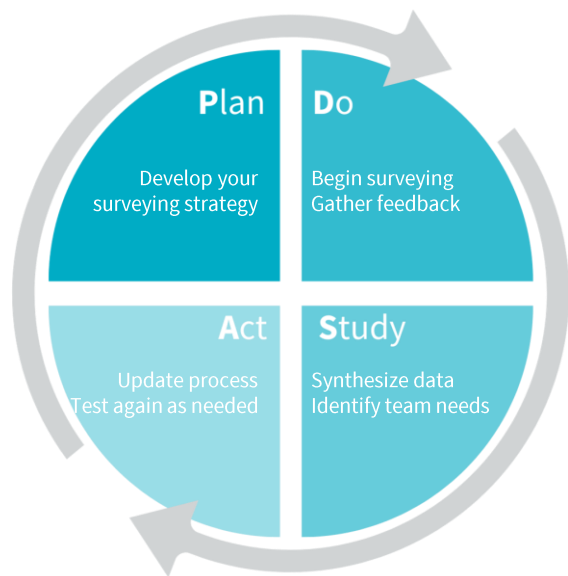 Plan
Develop your
surveying strategy
Do
Begin surveying
Gather feedback
Act
Update process
Test again as needed
Study
Synthesize data
Identify team needs